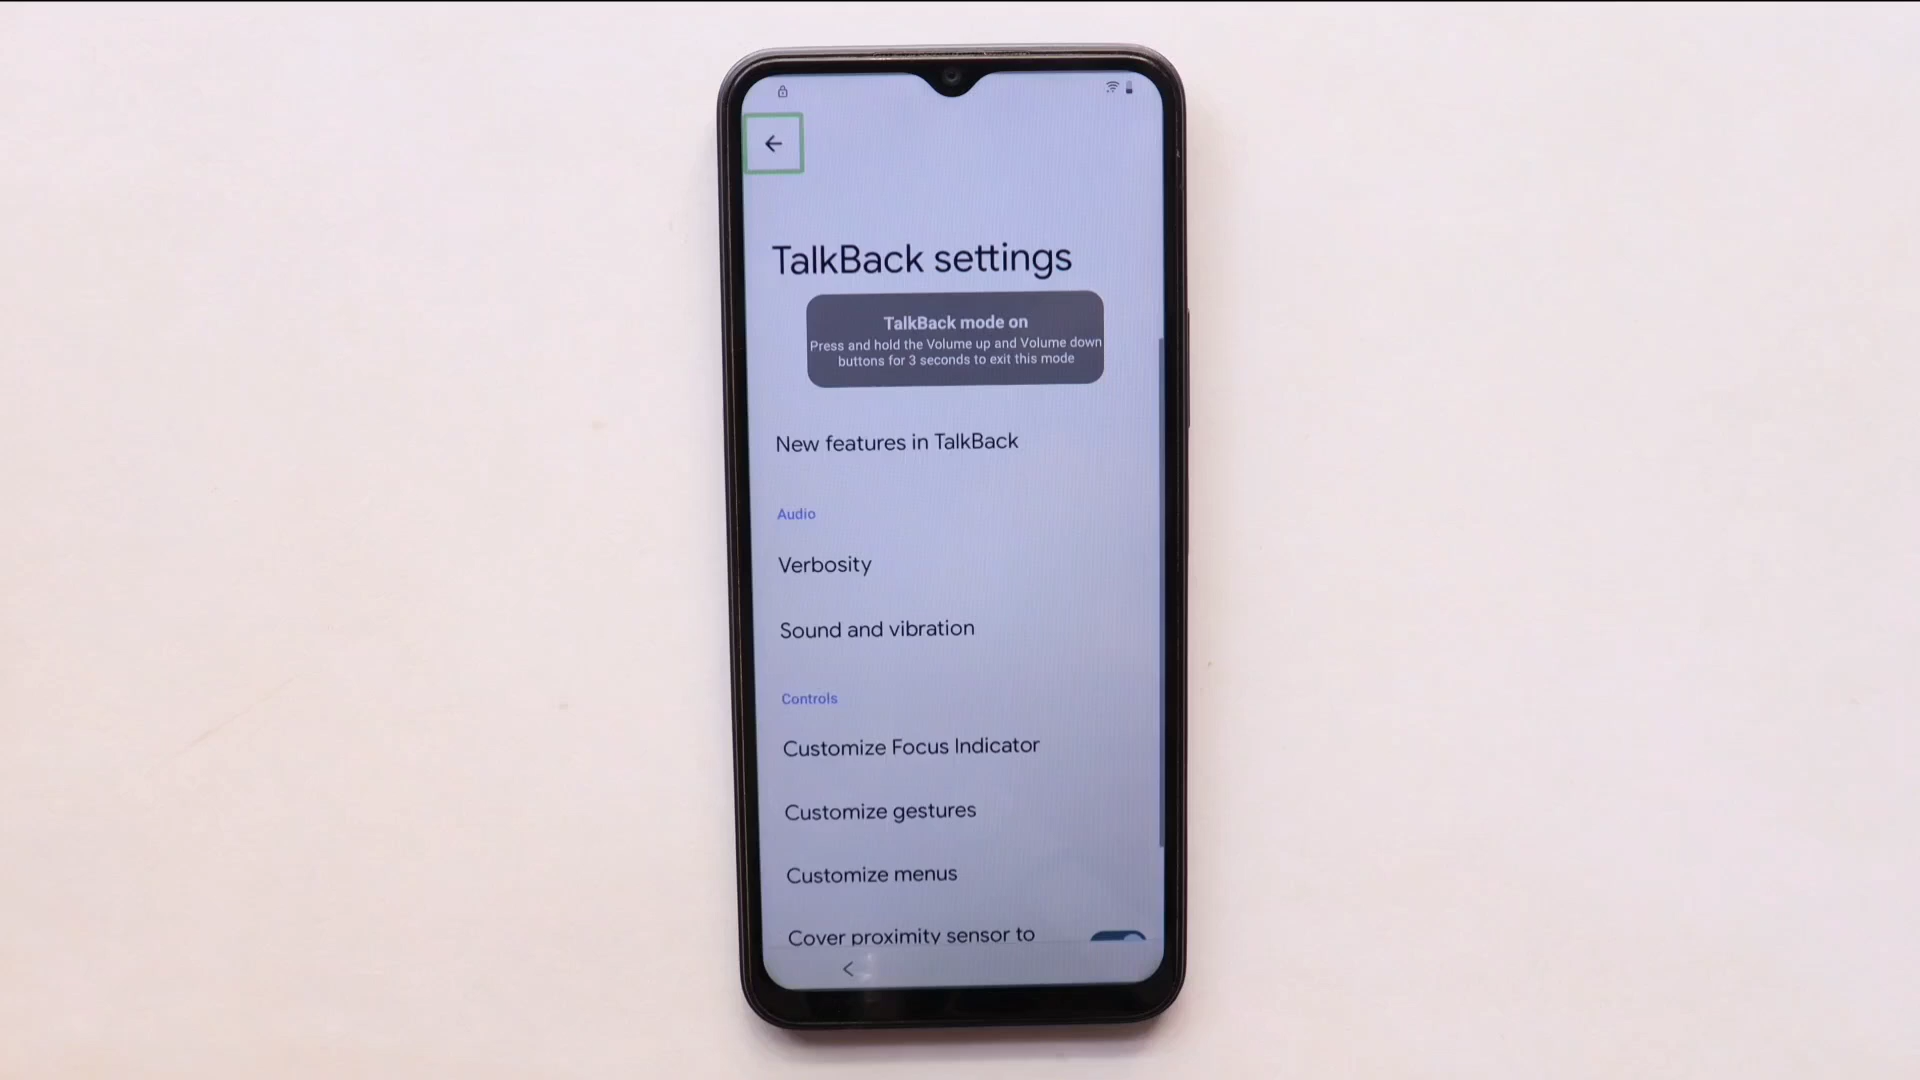 TalkBack settings
TalkBack mode on
Press and hold the Volume up and Volume down
buttons for 3 seconds to exit this mode
New features in TalkBack
Audio
Verbosity
Sound and vibration
Controls
Customize Focus Indicator
Customize gestures
Customize menus
Cover proximity sensor to